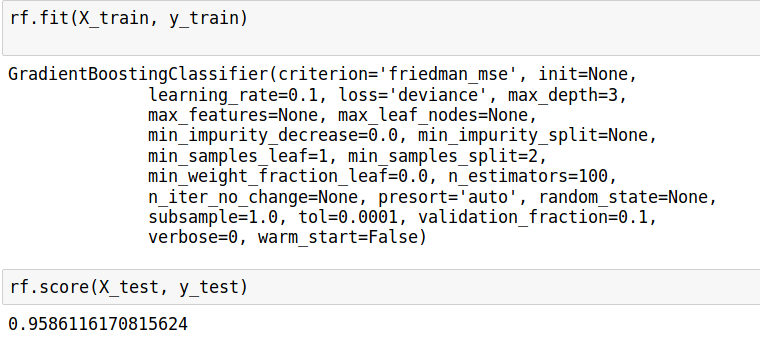 rf.fit(X_train, y_train)
GradientBoostingClassifier(criterion='friedman_mse', init=None,
learning_rate=0.1, loss='deviance', max_depth=3,
max_features=None, max_leaf_nodes=None,
min_impurity_decrease=0.0, min_impurity_split=None,
min_samples_leaf=1, min_samples_split=2,
min_weight_fraction_leaf=0.0, n_estimators=100,
n_iter_no_change=None, presort='auto', random_state=None,
subsample=1.0, tol=0.0001, validation_fraction=0.1,
verbose=0, warm_start=False)
rf.score(X_test, y_test)
0.9586116170815624